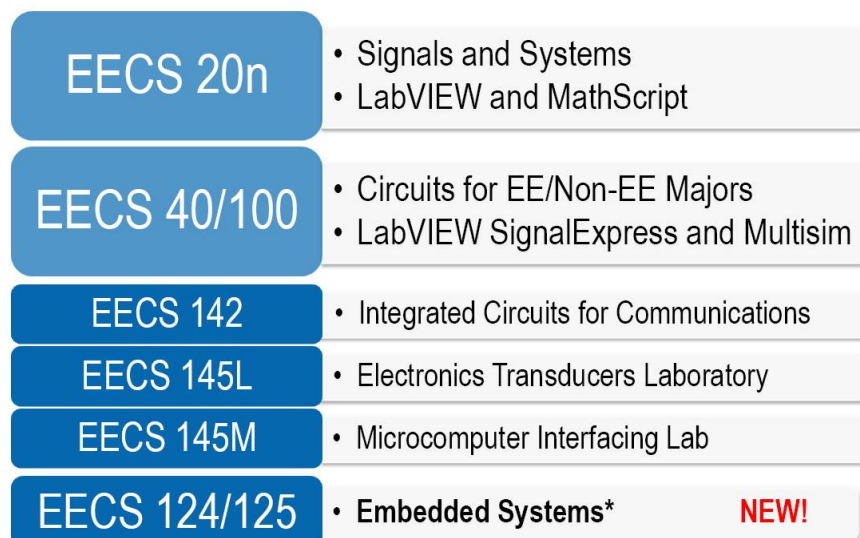 EECS 20n
• Signals and Systems
• LabVIEW and MathScript
EECS 40/100
• Circuits for EE/Non-EE Majors
• LabVIEW SignalExpress and Multisim
EECS 142
• Integrated Circuits for Communications
EECS 145L
• Electronics Transducers Laboratory
EECS 145M
• Microcomputer Interfacing Lab
EECS 124/125
• Embedded Systems* NEW!